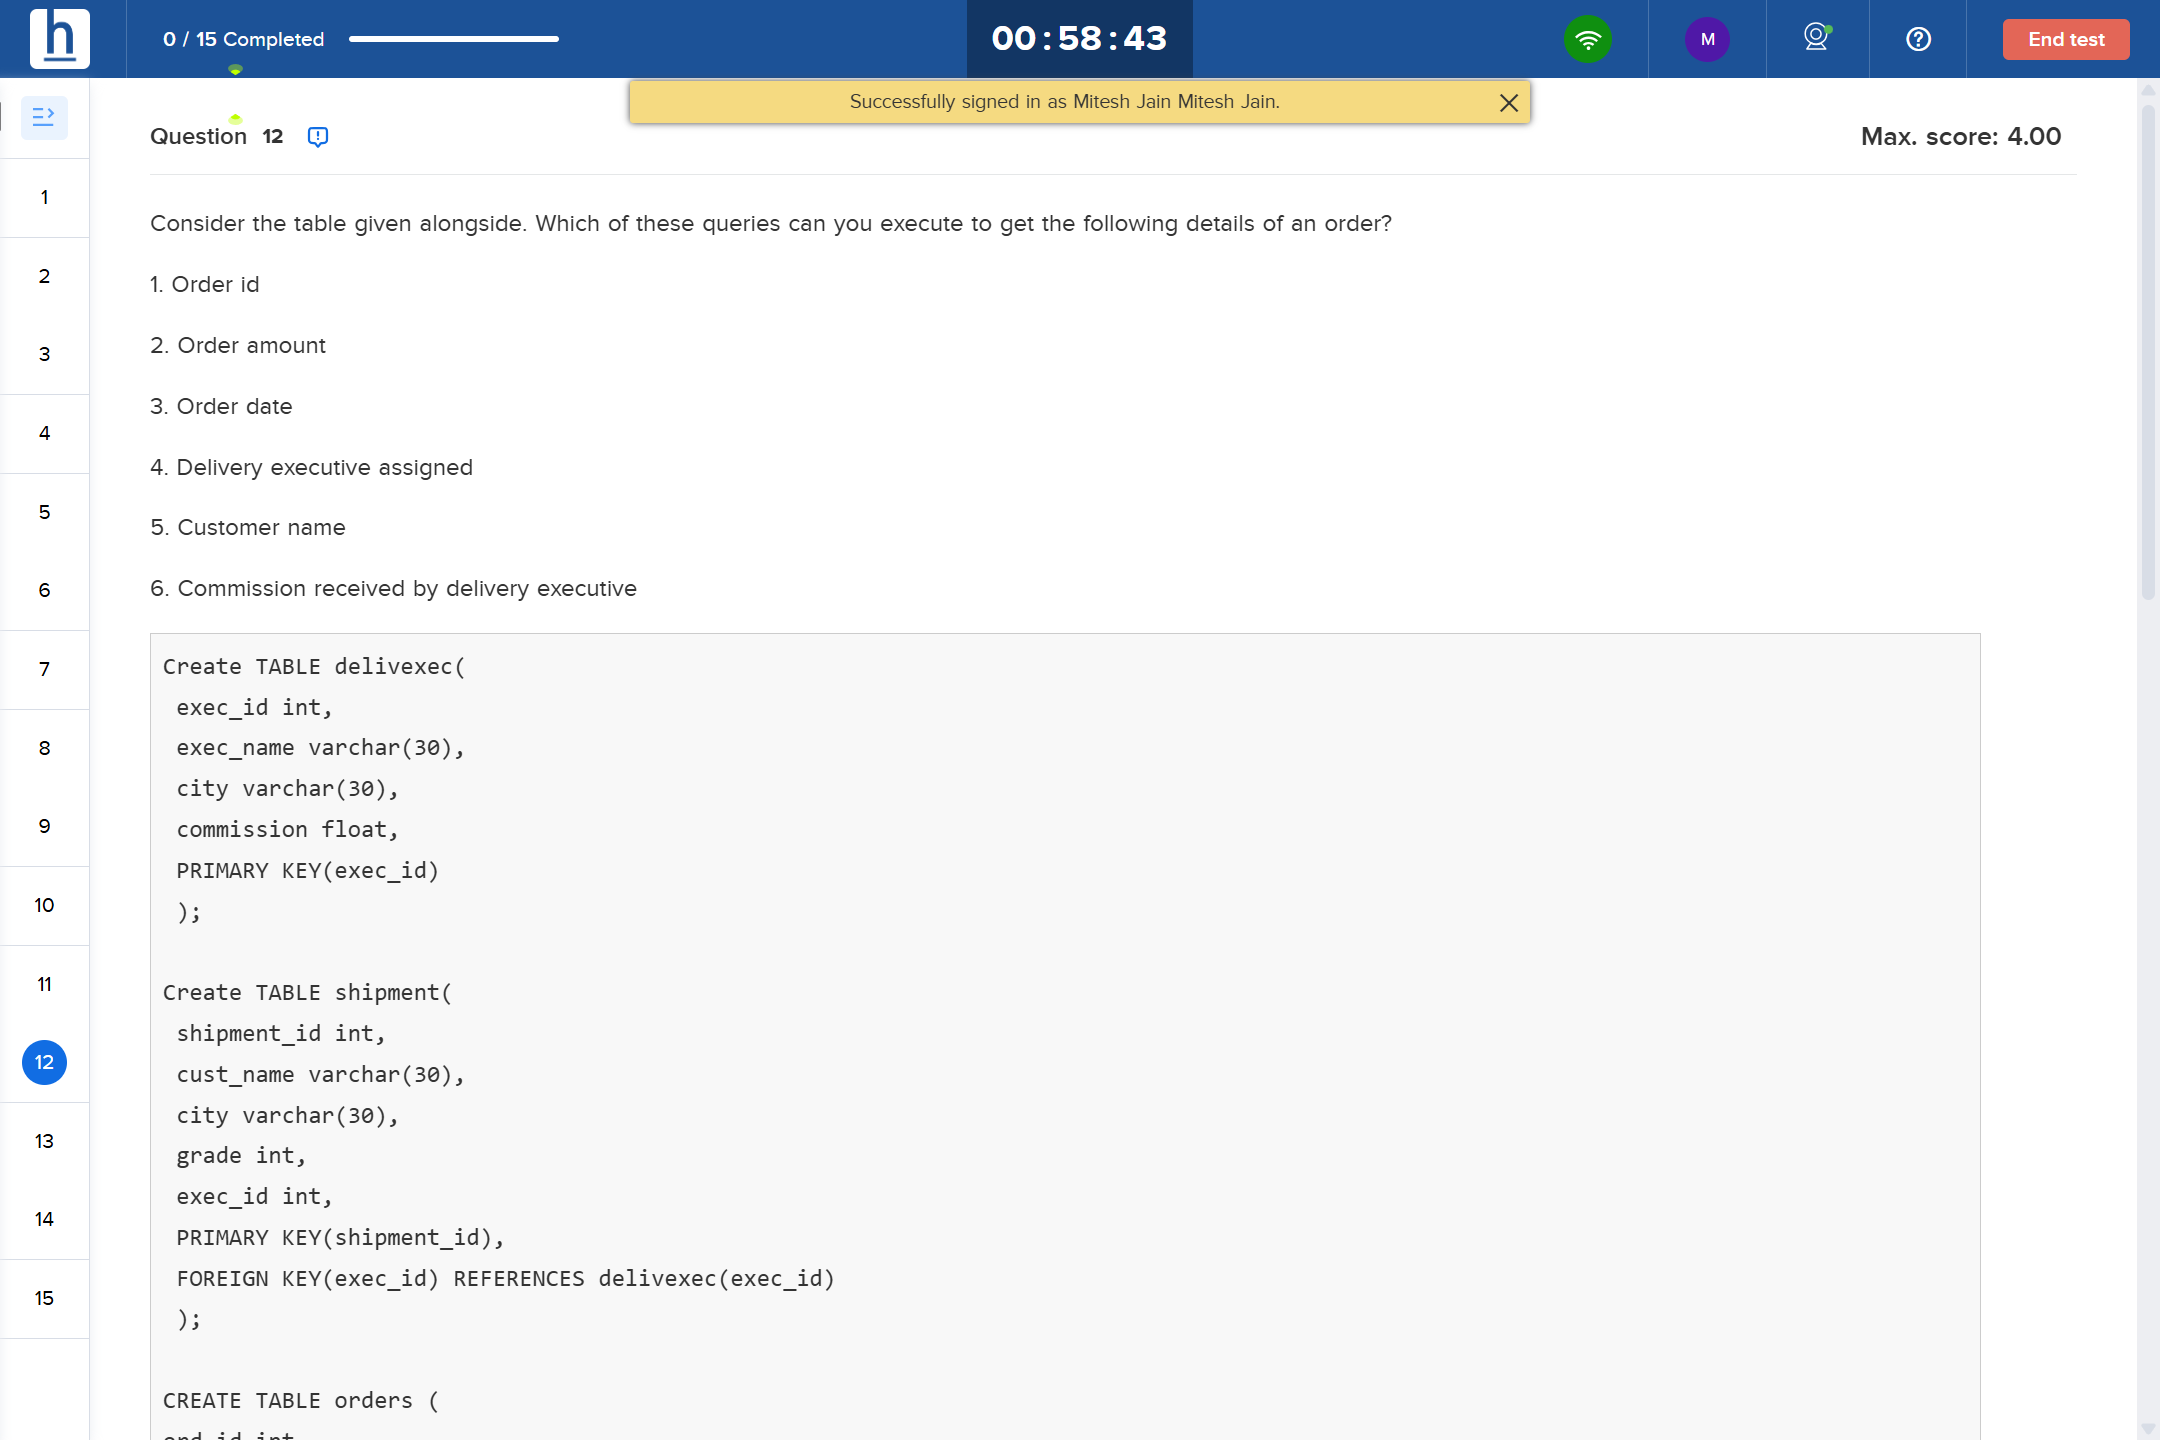 h
0 / 15 Completed
00:58:43
M
End test
Successfully signed in as Mitesh Jain Mitesh Jain.
Question 12
Max. score: 4.00
1
2
3
4
5
6
7
8
9
10
11
12
13
14
15
Consider the table given alongside. Which of these queries can you execute to get the following details of an order?
1. Order id
2. Order amount
3. Order date
4. Delivery executive assigned
5. Customer name
6. Commission received by delivery executive
Create TABLE delivexec(
exec_id int,
exec_name varchar(30),
city varchar(30),
commission float,
PRIMARY KEY(exec_id)
);
Create TABLE shipment(
shipment_id int,
cust_name varchar(30),
city varchar(30),
grade int,
exec_id int,
PRIMARY KEY(shipment_id),
FOREIGN KEY(exec_id) REFERENCES delivexec(exec_id)
);
CREATE TABLE orders (